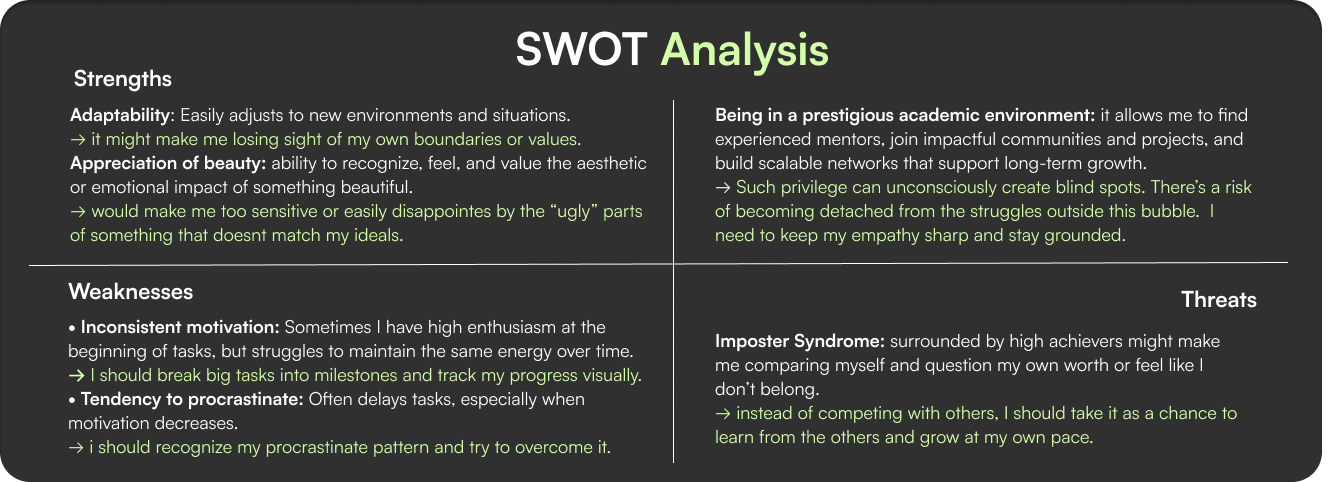 SWOT Analysis
Strengths
Adaptability: Easily adjusts to new environments and situations.
→ it might make me losing sight of my own boundaries or values.
Appreciation of beauty: ability to recognize, feel, and value the aesthetic
or emotional impact of something beautiful.
→ would make me too sensitive or easily disappointes by the “ugly” parts
of something that doesnt match my ideals.
Being in a prestigious academic environment: it allows me to find
experienced mentors, join impactful communities and projects, and
build scalable networks that support long-term growth.
→ Such privilege can unconsciously create blind spots. There’s a risk
of becoming detached from the struggles outside this bubble. I
need to keep my empathy sharp and stay grounded.
Weaknesses
• Inconsistent motivation: Sometimes I have high enthusiasm at the
beginning of tasks, but struggles to maintain the same energy over time.
→ I should break big tasks into milestones and track my progress visually.
• Tendency to procrastinate: Often delays tasks, especially when
motivation decreases.
→ i should recognize my procrastinate pattern and try to overcome it.
Threats
Imposter Syndrome: surrounded by high achievers might make
me comparing myself and question my own worth or feel like I
don’t belong.
→ instead of competing with others, I should take it as a chance to
learn from the others and grow at my own pace.